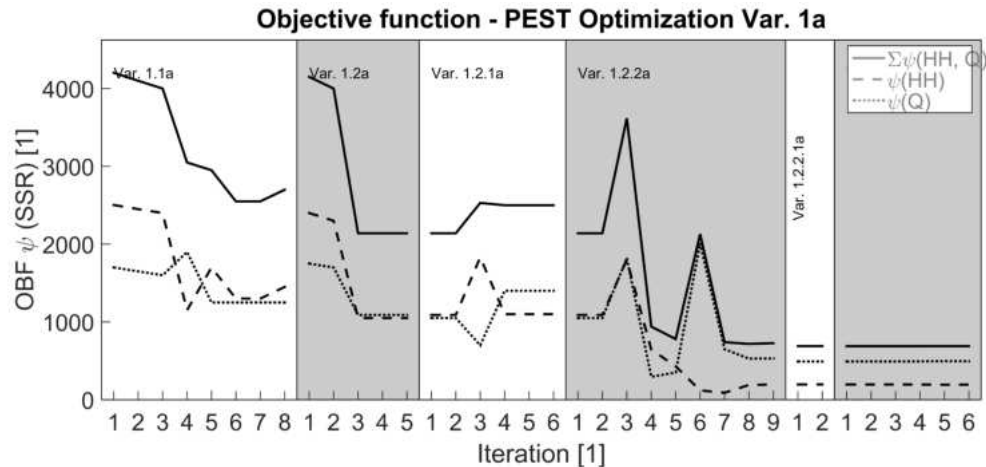 Objective function - PEST Optimization Var. 1a
OBF ψ (SSR) [1]
4000
3000
2000
1000
0
Var. 1.1a
Var. 1.2a
Var. 1.2.1a
Var. 1.2.2a
Var. 1.2.2.1a
Σψ(HH, Q)
ψ(HH)
ψ(Q)
1 2 3 4 5 6 7 8 1 2 3 4 5 1 2 3 4 5 6 1 2 3 4 5 6 7 8 9 1 2 1 2 3 4 5 6
Iteration [1]